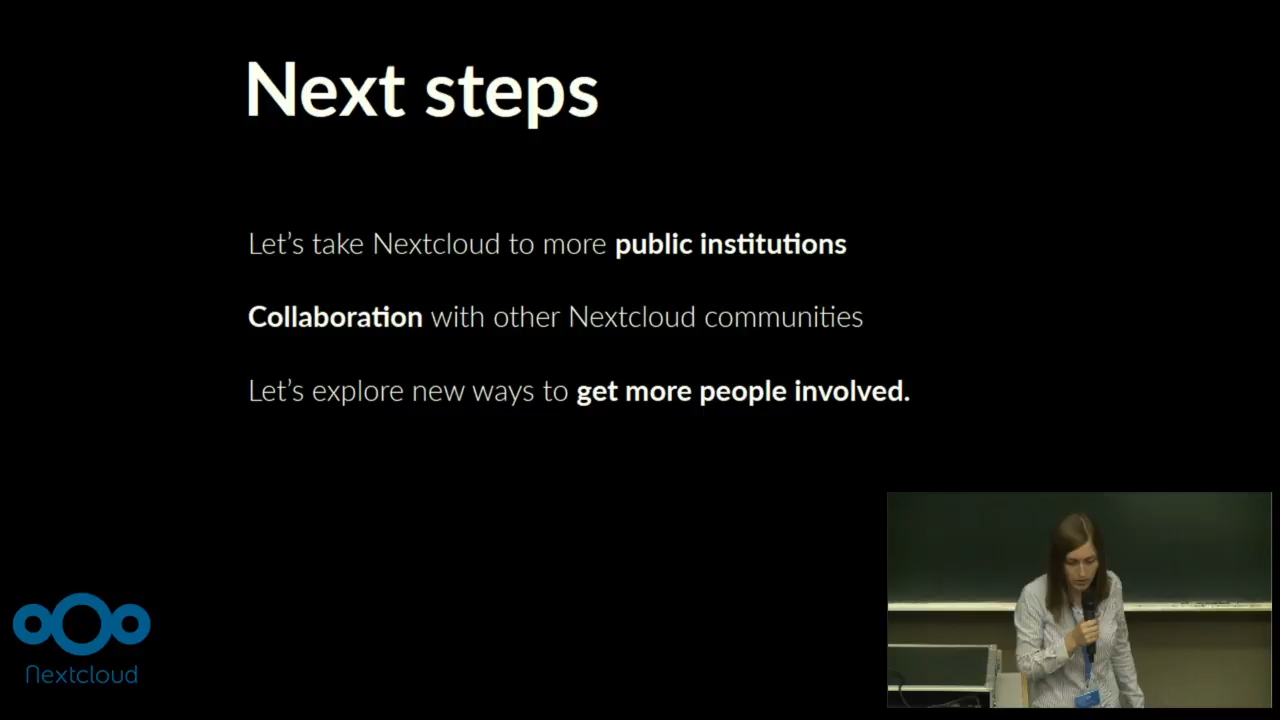 Next steps
Let's take Nextcloud to more public institutions
Collaboration with other Nextcloud communities
Let's explore new ways to get more people involved.
Nextcloud